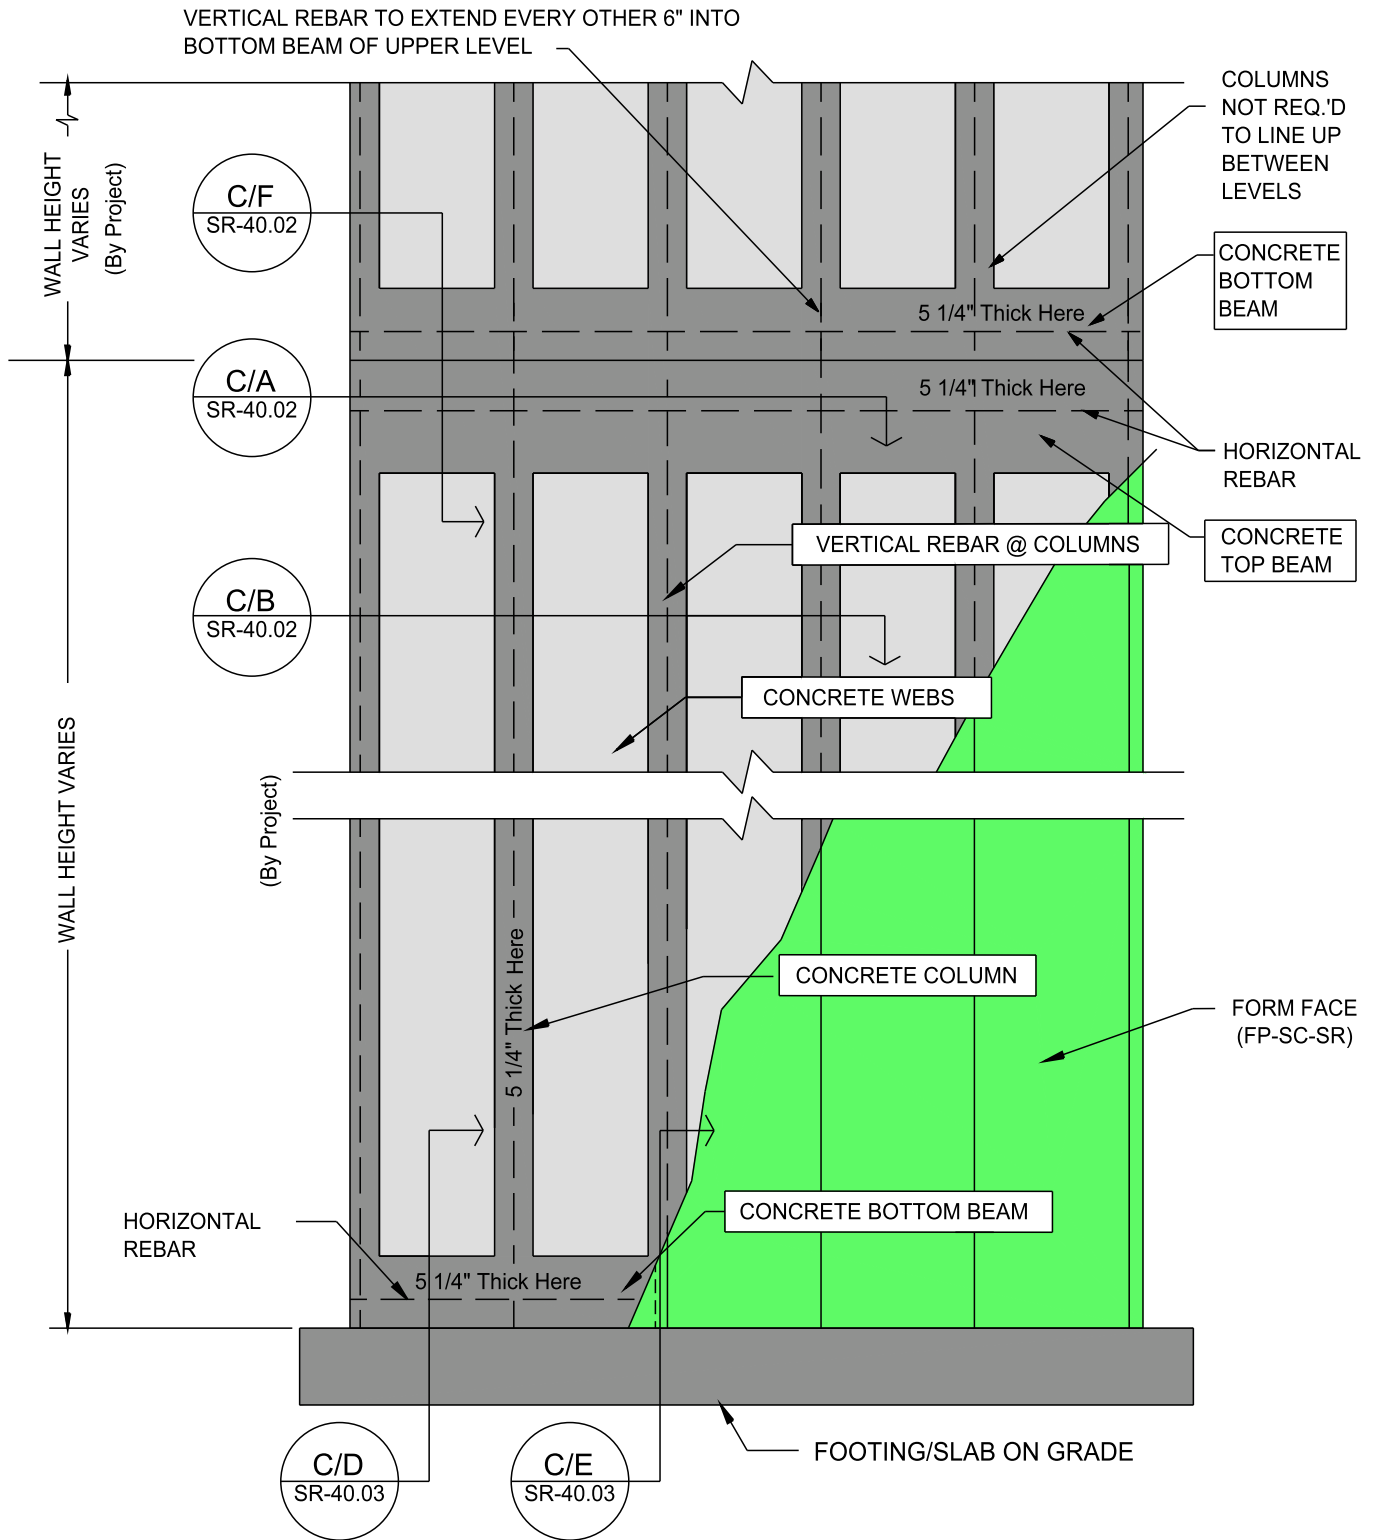 VERTICAL REBAR TO EXTEND EVERY OTHER 6" INTO
BOTTOM BEAM OF UPPER LEVEL
COLUMNS
NOT REQ.'D
TO LINE UP
BETWEEN
LEVELS
WALL HEIGHT
VARIES
(By Project)
C/F
SR-40.02
CONCRETE
BOTTOM
BEAM
5 1/4" Thick Here
C/A
SR-40.02
5 1/4" Thick Here
HORIZONTAL
REBAR
VERTICAL REBAR @ COLUMNS
CONCRETE
TOP BEAM
C/B
SR-40.02
CONCRETE WEBS
WALL HEIGHT VARIES
(By Project)
5 1/4" Thick Here
CONCRETE COLUMN
FORM FACE
(FP-SC-SR)
HORIZONTAL
REBAR
CONCRETE BOTTOM BEAM
5 1/4" Thick Here
C/D
SR-40.03
C/E
SR-40.03
FOOTING/SLAB ON GRADE